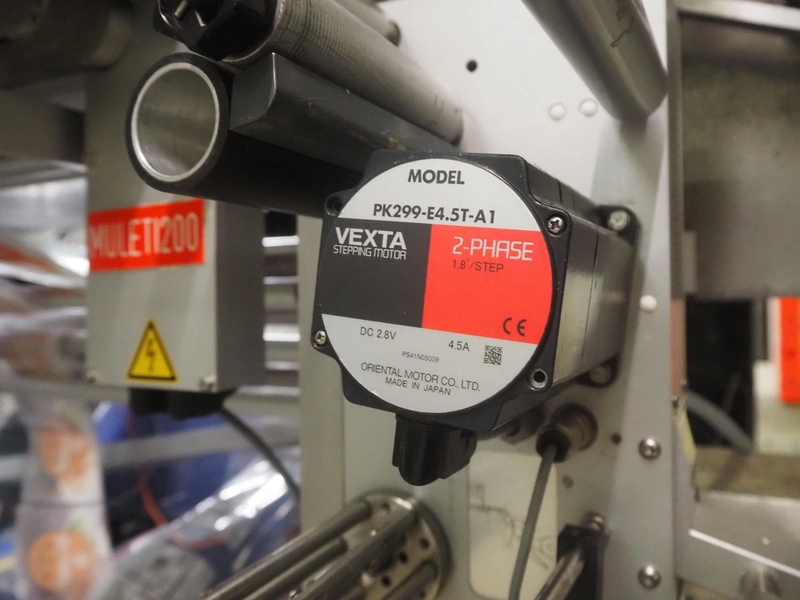 MODEL
PK299-E4.5T-A1
VEXTA
STEPPING MOTOR
2-PHASE
1.8°/STEP
CE
DC 2.8V
4.5A
PS41N05009
ORIENTAL MOTOR CO., LTD.
MADE IN JAPAN
MULETI200